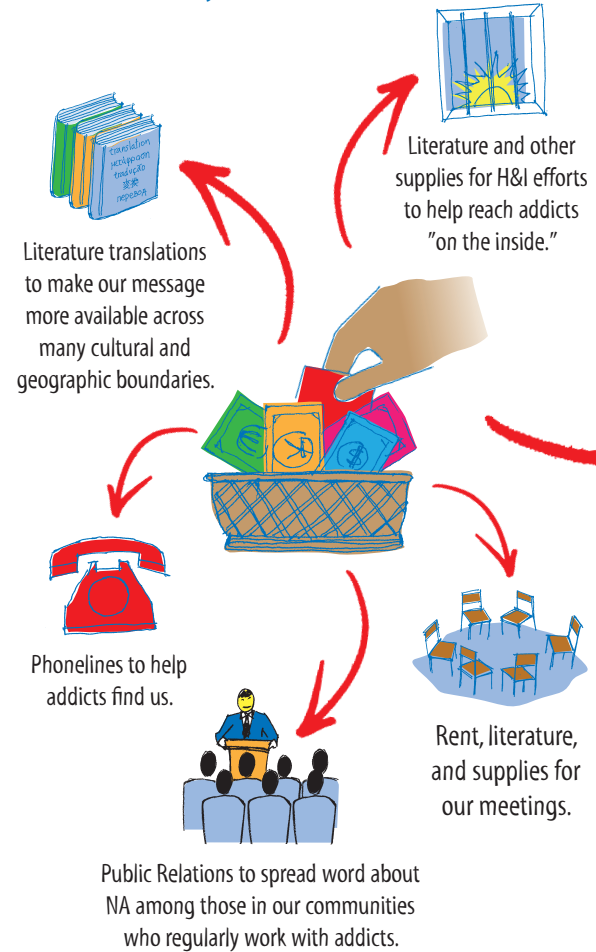 translation
μετάφραση
tradução
перевод
Literature translations
to make our message
more available across
many cultural and
geographic boundaries.
Literature and other
supplies for H&I efforts
to help reach addicts
"on the inside."
€
¥
$
Phonelines to help
addicts find us.
Rent, literature,
and supplies for
our meetings.
Public Relations to spread word about
NA among those in our communities
who regularly work with addicts.